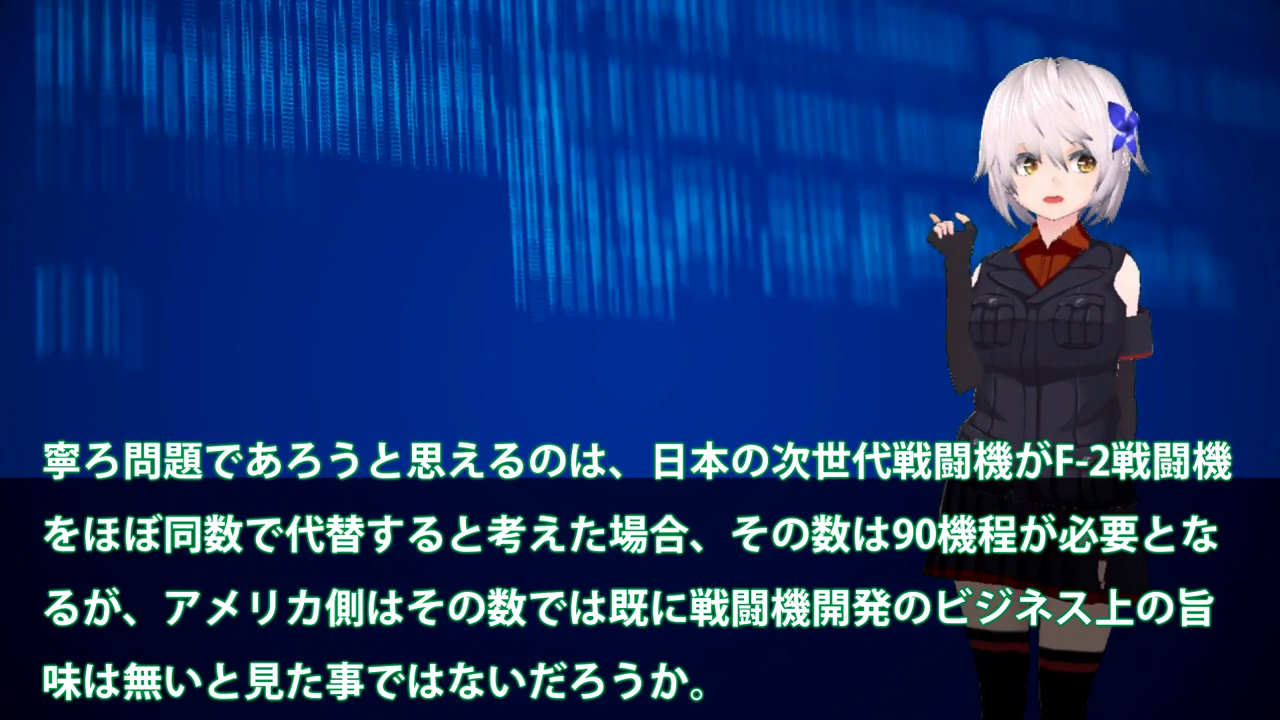 寧ろ問題であろうと思えるのは、日本の次世代戦闘機がF-2戦闘機
をほぼ同数で代替すると考えた場合、その数は90機程が必要とな
るが、アメリカ側はその数では既に戦闘機開発のビジネス上の旨
味は無いと見た事ではないだろうか。